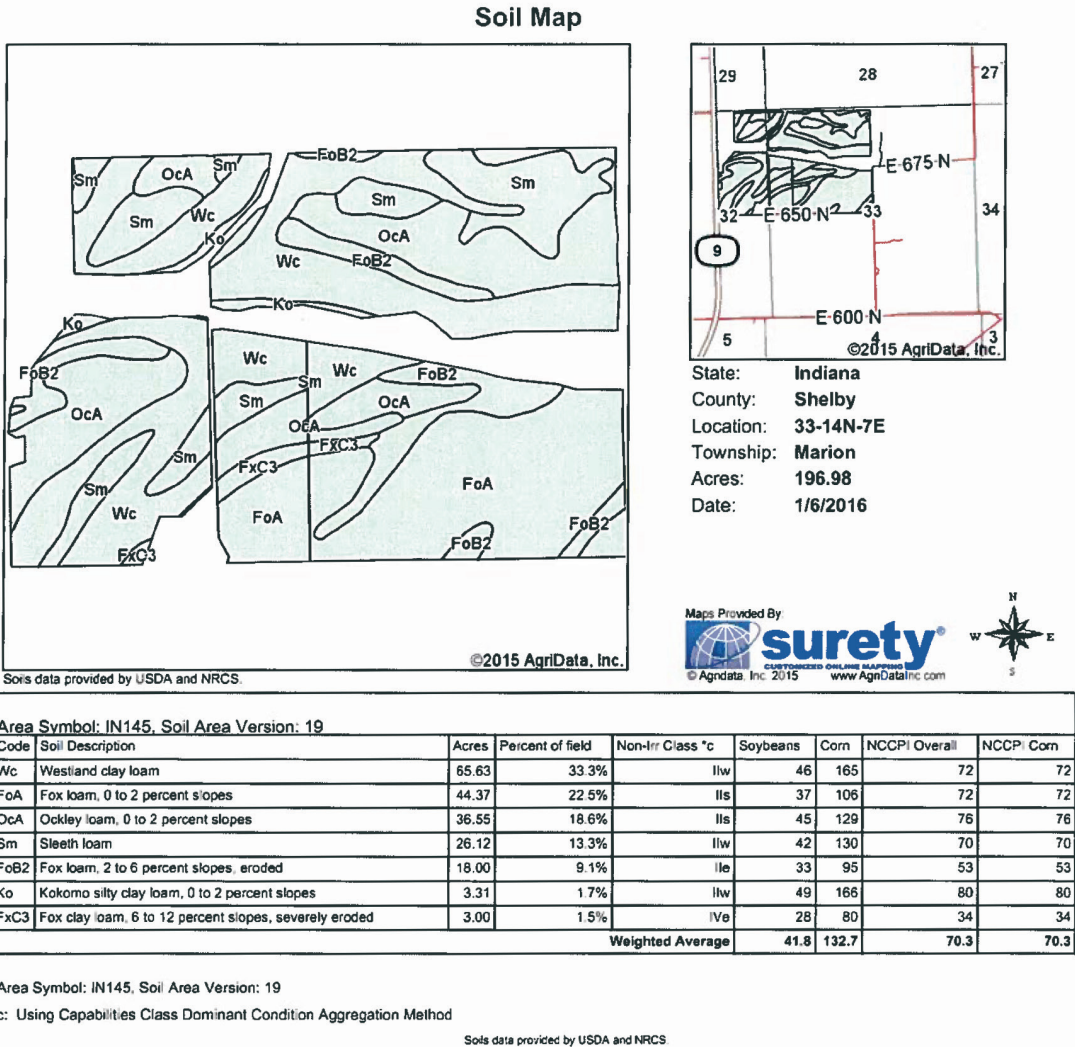 Soil Map
FoB2
Sm
OcA
Sm
Sm
Wc
Ko
Sm
Sm
OcA
Wc
FoB2
Ko
Ko
FoB2
OcA
Sm
Sm
Wc
FxC3
Wc
Sm
Wc
FoB2
Sm
OcA
OcA
FxC3
FxC3
FoA
FoA
FoB2
FoB2
©2015 AgriData, Inc.
Soils data provided by USDA and NRCS.
29 28 27
E 675 N
32 E 650 N 2 33 34
9
E 600 N
5 4 3
©2015 AgriData, Inc.
State: Indiana
County: Shelby
Location: 33-14N-7E
Township: Marion
Acres: 196.98
Date: 1/6/2016
Maps Provided By:
surety®
CUSTOMIZED ONLINE MAPPING
© Agridata, Inc. 2015 www.AgriDataInc.com
N
W E
S
Area Symbol: IN145, Soil Area Version: 19
Code Soil Description Acres Percent of field Non-Irr Class *c Soybeans Corn NCCPI Overall NCCPI Corn
Wc Westland clay loam 65.63 33.3% IIw 46 165 72 72
FoA Fox loam, 0 to 2 percent slopes 44.37 22.5% IIs 37 106 72 72
OcA Ockley loam, 0 to 2 percent slopes 36.55 18.6% IIs 45 129 76 76
Sm Sleeth loam 26.12 13.3% IIw 42 130 70 70
FoB2 Fox loam, 2 to 6 percent slopes, eroded 18.00 9.1% IIe 33 95 53 53
Ko Kokomo silty clay loam, 0 to 2 percent slopes 3.31 1.7% IIw 49 166 80 80
FxC3 Fox clay loam, 6 to 12 percent slopes, severely eroded 3.00 1.5% IVe 28 80 34 34
Weighted Average 41.8 132.7 70.3 70.3
Area Symbol: IN145, Soil Area Version: 19
c: Using Capabilities Class Dominant Condition Aggregation Method
Soils data provided by USDA and NRCS.